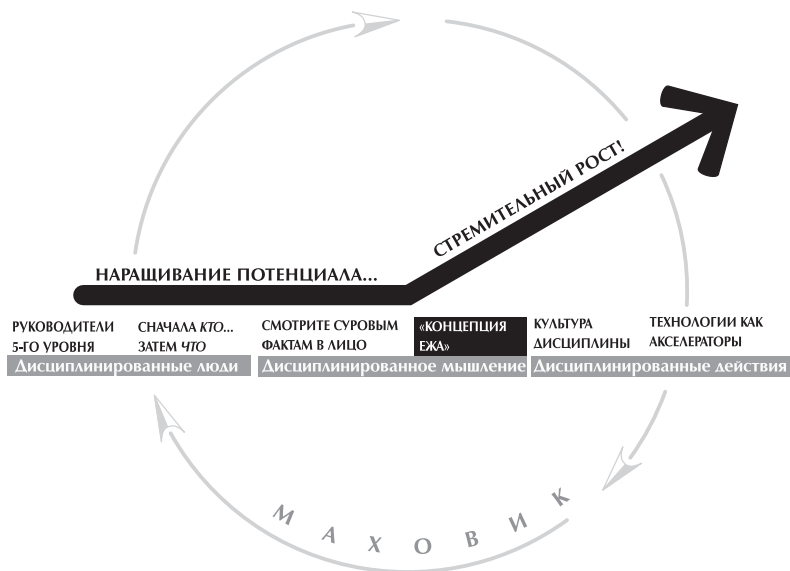 СТРЕМИТЕЛЬНЫЙ РОСТ!
НАРАЩИВАНИЕ ПОТЕНЦИАЛА...
РУКОВОДИТЕЛИ
5-ГО УРОВНЯ
СНАЧАЛА КТО...
ЗАТЕМ ЧТО
СМОТРИТЕ СУРОВЫМ
ФАКТАМ В ЛИЦО
«КОНЦЕПЦИЯ
ЕЖА»
КУЛЬТУРА
ДИСЦИПЛИНЫ
ТЕХНОЛОГИИ КАК
АКСЕЛЕРАТОРЫ
Дисциплинированные люди
Дисциплинированное мышление
Дисциплинированные действия
МАХОВИК